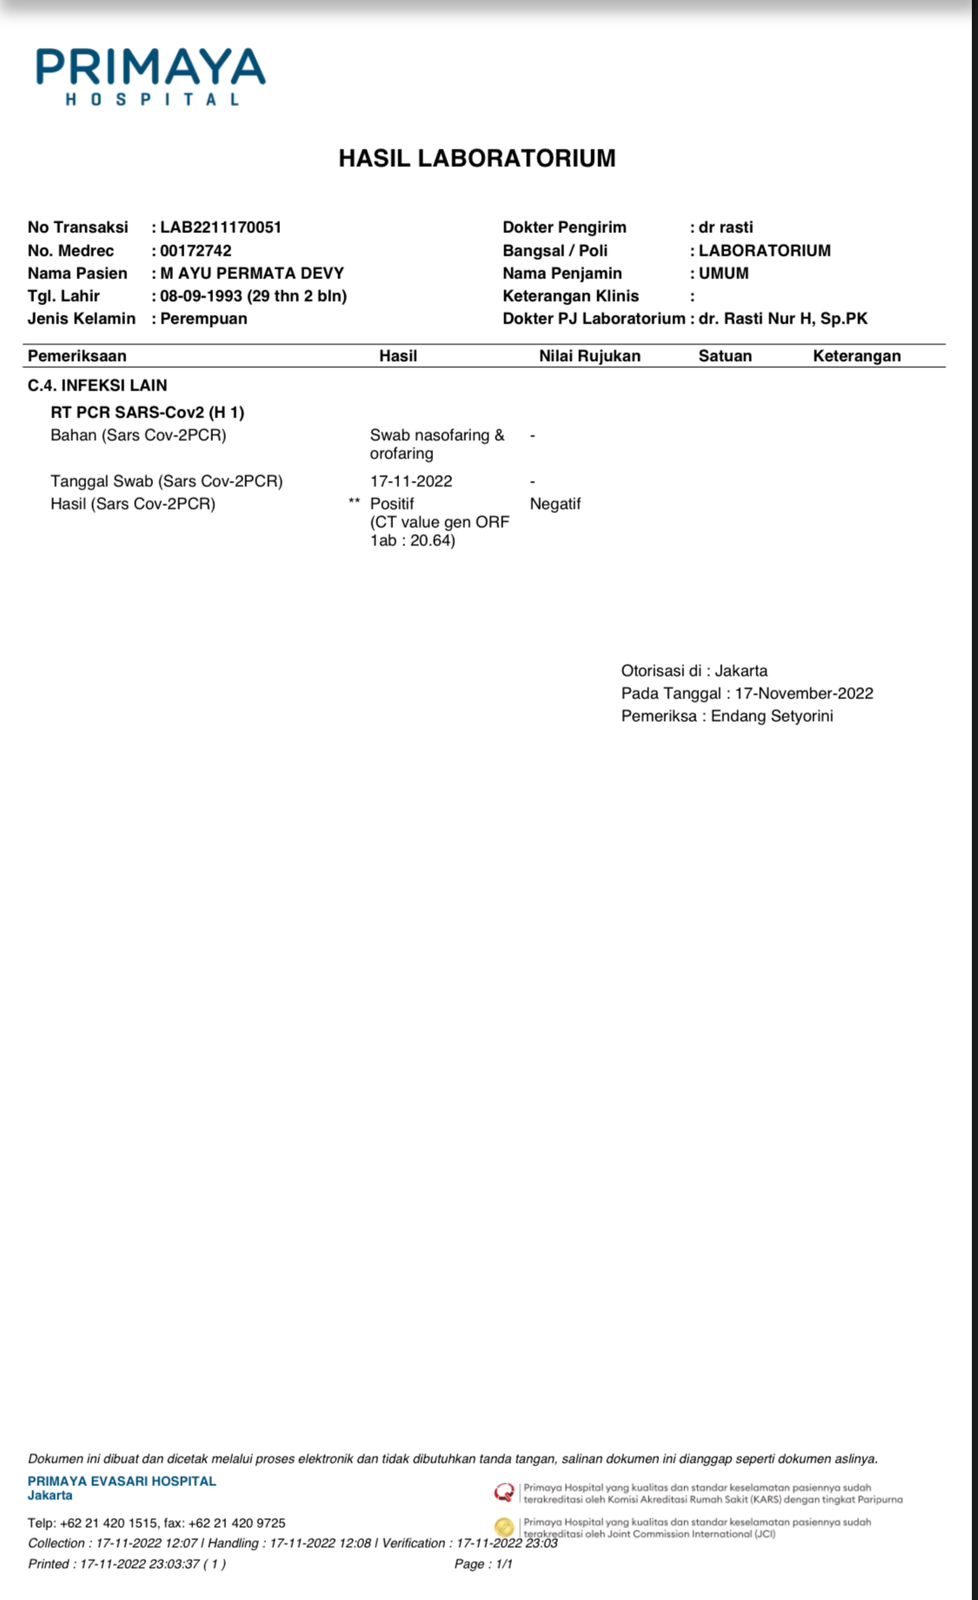 PRIMAYA
HOSPITAL
HASIL LABORATORIUM
No Transaksi : LAB2211170051
No. Medrec : 00172742
Nama Pasien : M AYU PERMATA DEVY
Tgl. Lahir : 08-09-1993 (29 thn 2 bln)
Jenis Kelamin : Perempuan
Dokter Pengirim : dr rasti
Bangsal / Poli : LABORATORIUM
Nama Penjamin : UMUM
Keterangan Klinis :
Dokter PJ Laboratorium : dr. Rasti Nur H, Sp.PK
Pemeriksaan Hasil Nilai Rujukan Satuan Keterangan
C.4. INFEKSI LAIN
RT PCR SARS-Cov2 (H 1)
Bahan (Sars Cov-2PCR) Swab nasofaring & -
orofaring
Tanggal Swab (Sars Cov-2PCR) 17-11-2022 -
Hasil (Sars Cov-2PCR) ** Positif Negatif
(CT value gen ORF
1ab : 20.64)
Otorisasi di : Jakarta
Pada Tanggal : 17-November-2022
Pemeriksa : Endang Setyorini
Dokumen ini dibuat dan dicetak melalui proses elektronik dan tidak dibutuhkan tanda tangan, salinan dokumen ini dianggap seperti dokumen aslinya.
PRIMAYA EVASARI HOSPITAL
Jakarta
Primaya Hospital yang kualitas dan standar keselamatan pasiennya sudah
terakreditasi oleh Komisi Akreditasi Rumah Sakit (KARS) dengan tingkat Paripurna
Primaya Hospital yang kualitas dan standar keselamatan pasiennya sudah
terakreditasi oleh Joint Commission International (JCI)
Telp: +62 21 420 1515, fax: +62 21 420 9725
Collection : 17-11-2022 12:07 I Handling : 17-11-2022 12:08 I Verification : 17-11-2022 23:03
Printed : 17-11-2022 23:03:37 ( 1 ) Page : 1/1